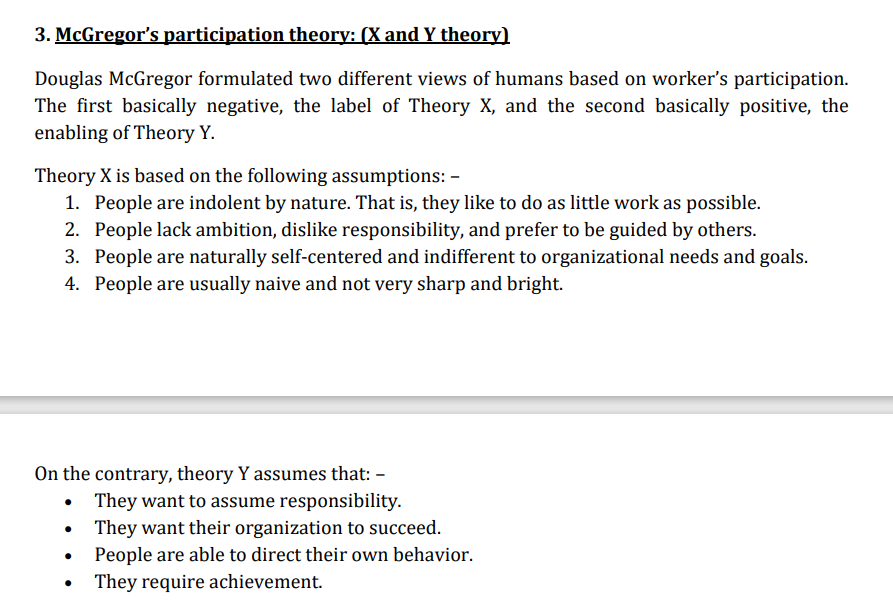 3. McGregor's participation theory: (X and Y theory)
Douglas McGregor formulated two different views of humans based on worker's participation.
The first basically negative, the label of Theory X, and the second basically positive, the
enabling of Theory Y.
Theory X is based on the following assumptions: –
1. People are indolent by nature. That is, they like to do as little work as possible.
2. People lack ambition, dislike responsibility, and prefer to be guided by others.
3. People are naturally self-centered and indifferent to organizational needs and goals.
4. People are usually naive and not very sharp and bright.
On the contrary, theory Y assumes that: –
• They want to assume responsibility.
• They want their organization to succeed.
• People are able to direct their own behavior.
• They require achievement.